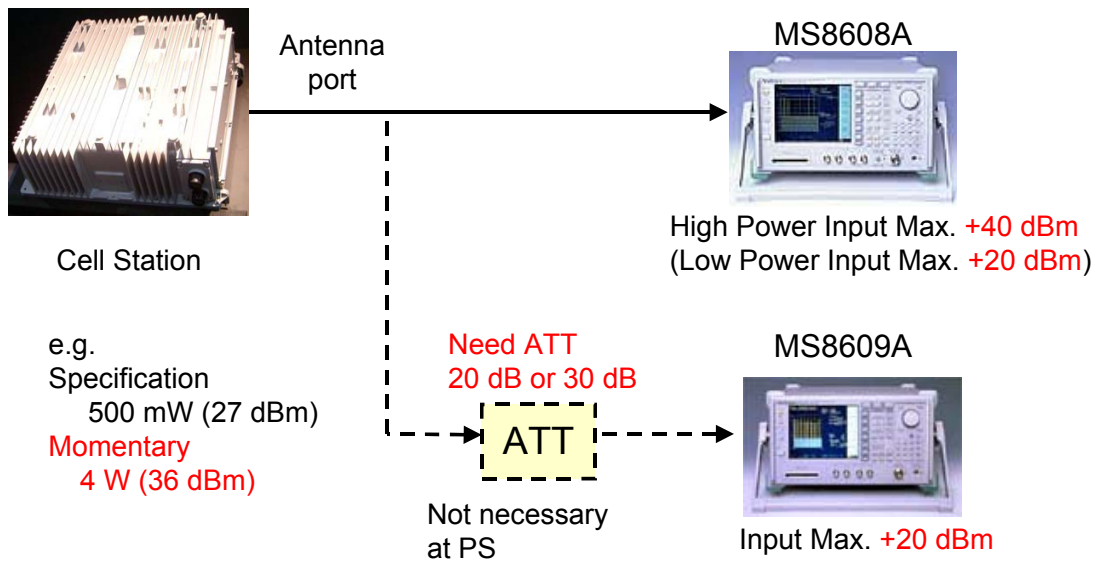 Antenna
port
MS8608A
High Power Input Max. +40 dBm
(Low Power Input Max. +20 dBm)
Cell Station
e.g.
Specification
500 mW (27 dBm)
Momentary
4 W (36 dBm)
Need ATT
20 dB or 30 dB
ATT
Not necessary
at PS
MS8609A
Input Max. +20 dBm